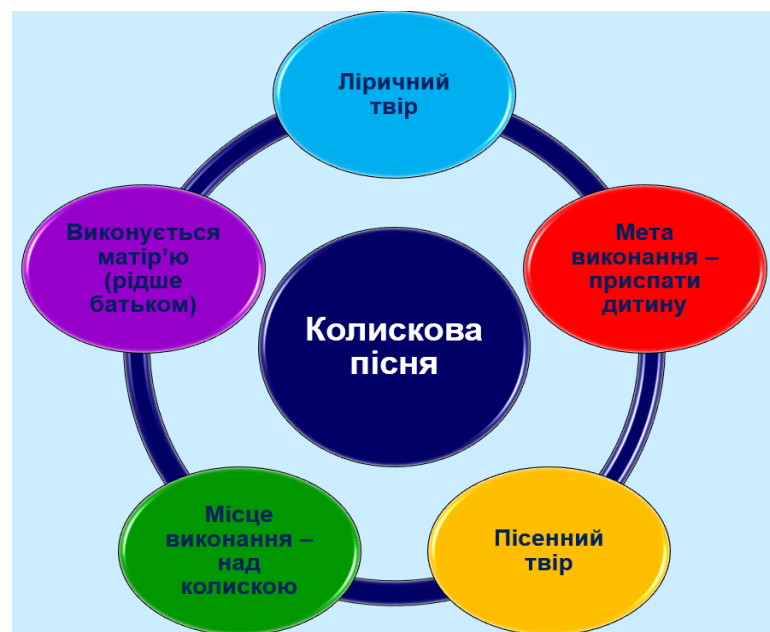 Ліричний
твір
Мета
виконання –
приспати
дитину
Пісенний
твір
Місце
виконання –
над
колискою
Виконується
матір’ю
(рідше
батьком)
Колискова
пісня